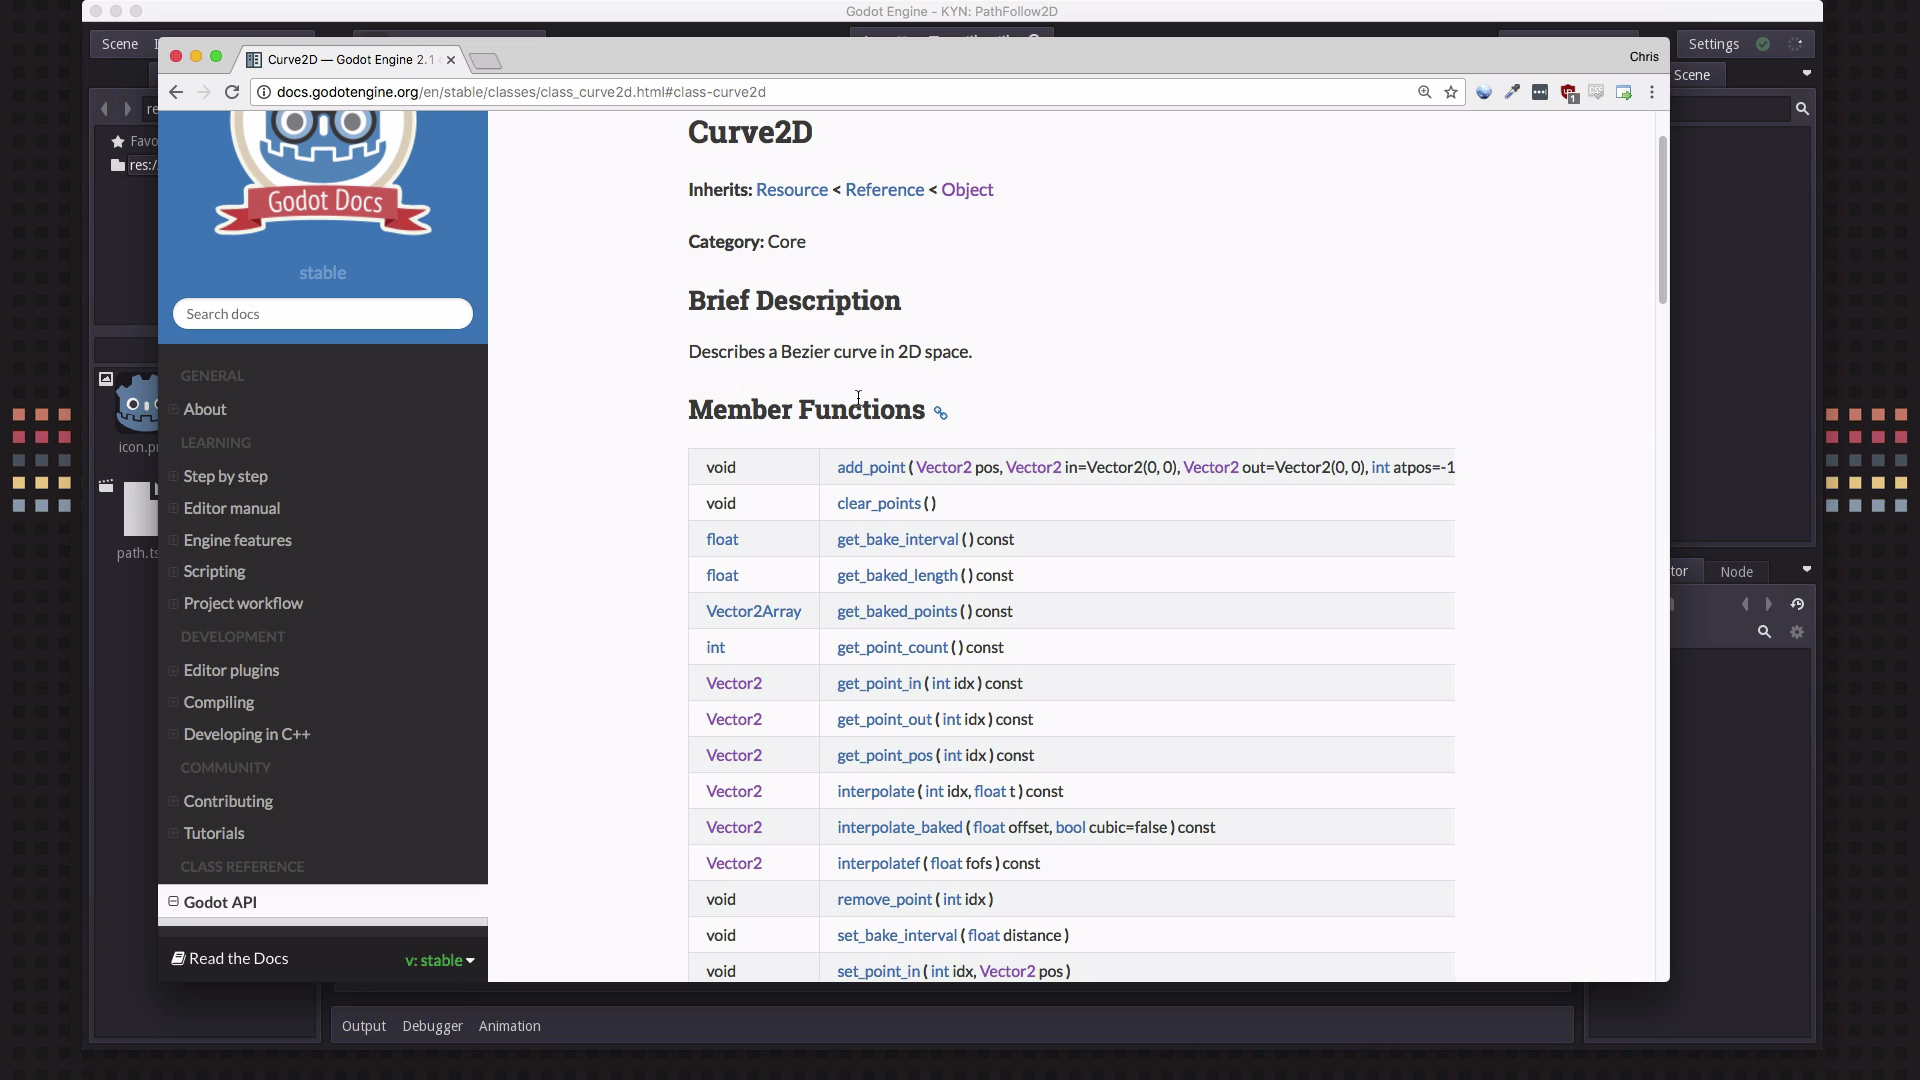 Godot Engine - KYN: PathFollow2D
Scene
Settings
Curve2D — Godot Engine 2.1
Chris
docs.godotengine.org/en/stable/classes/class_curve2d.html#class-curve2d
Scene
re
Favo
res:/
icon.p
path.ts
Godot Docs
stable
Search docs
GENERAL
About
LEARNING
Step by step
Editor manual
Engine features
Scripting
Project workflow
DEVELOPMENT
Editor plugins
Compiling
Developing in C++
COMMUNITY
Contributing
Tutorials
CLASS REFERENCE
Godot API
Read the Docs
v: stable
Curve2D
Inherits: Resource < Reference < Object
Category: Core
Brief Description
Describes a Bezier curve in 2D space.
Member Functions
void add_point ( Vector2 pos, Vector2 in=Vector2(0, 0), Vector2 out=Vector2(0, 0), int atpos=-1
void clear_points ( )
float get_bake_interval ( ) const
float get_baked_length ( ) const
Vector2Array get_baked_points ( ) const
int get_point_count ( ) const
Vector2 get_point_in ( int idx ) const
Vector2 get_point_out ( int idx ) const
Vector2 get_point_pos ( int idx ) const
Vector2 interpolate ( int idx, float t ) const
Vector2 interpolate_baked ( float offset, bool cubic=false ) const
Vector2 interpolatef ( float fofs ) const
void remove_point ( int idx )
void set_bake_interval ( float distance )
void set_point_in ( int idx, Vector2 pos )
tor
Node
Output
Debugger
Animation